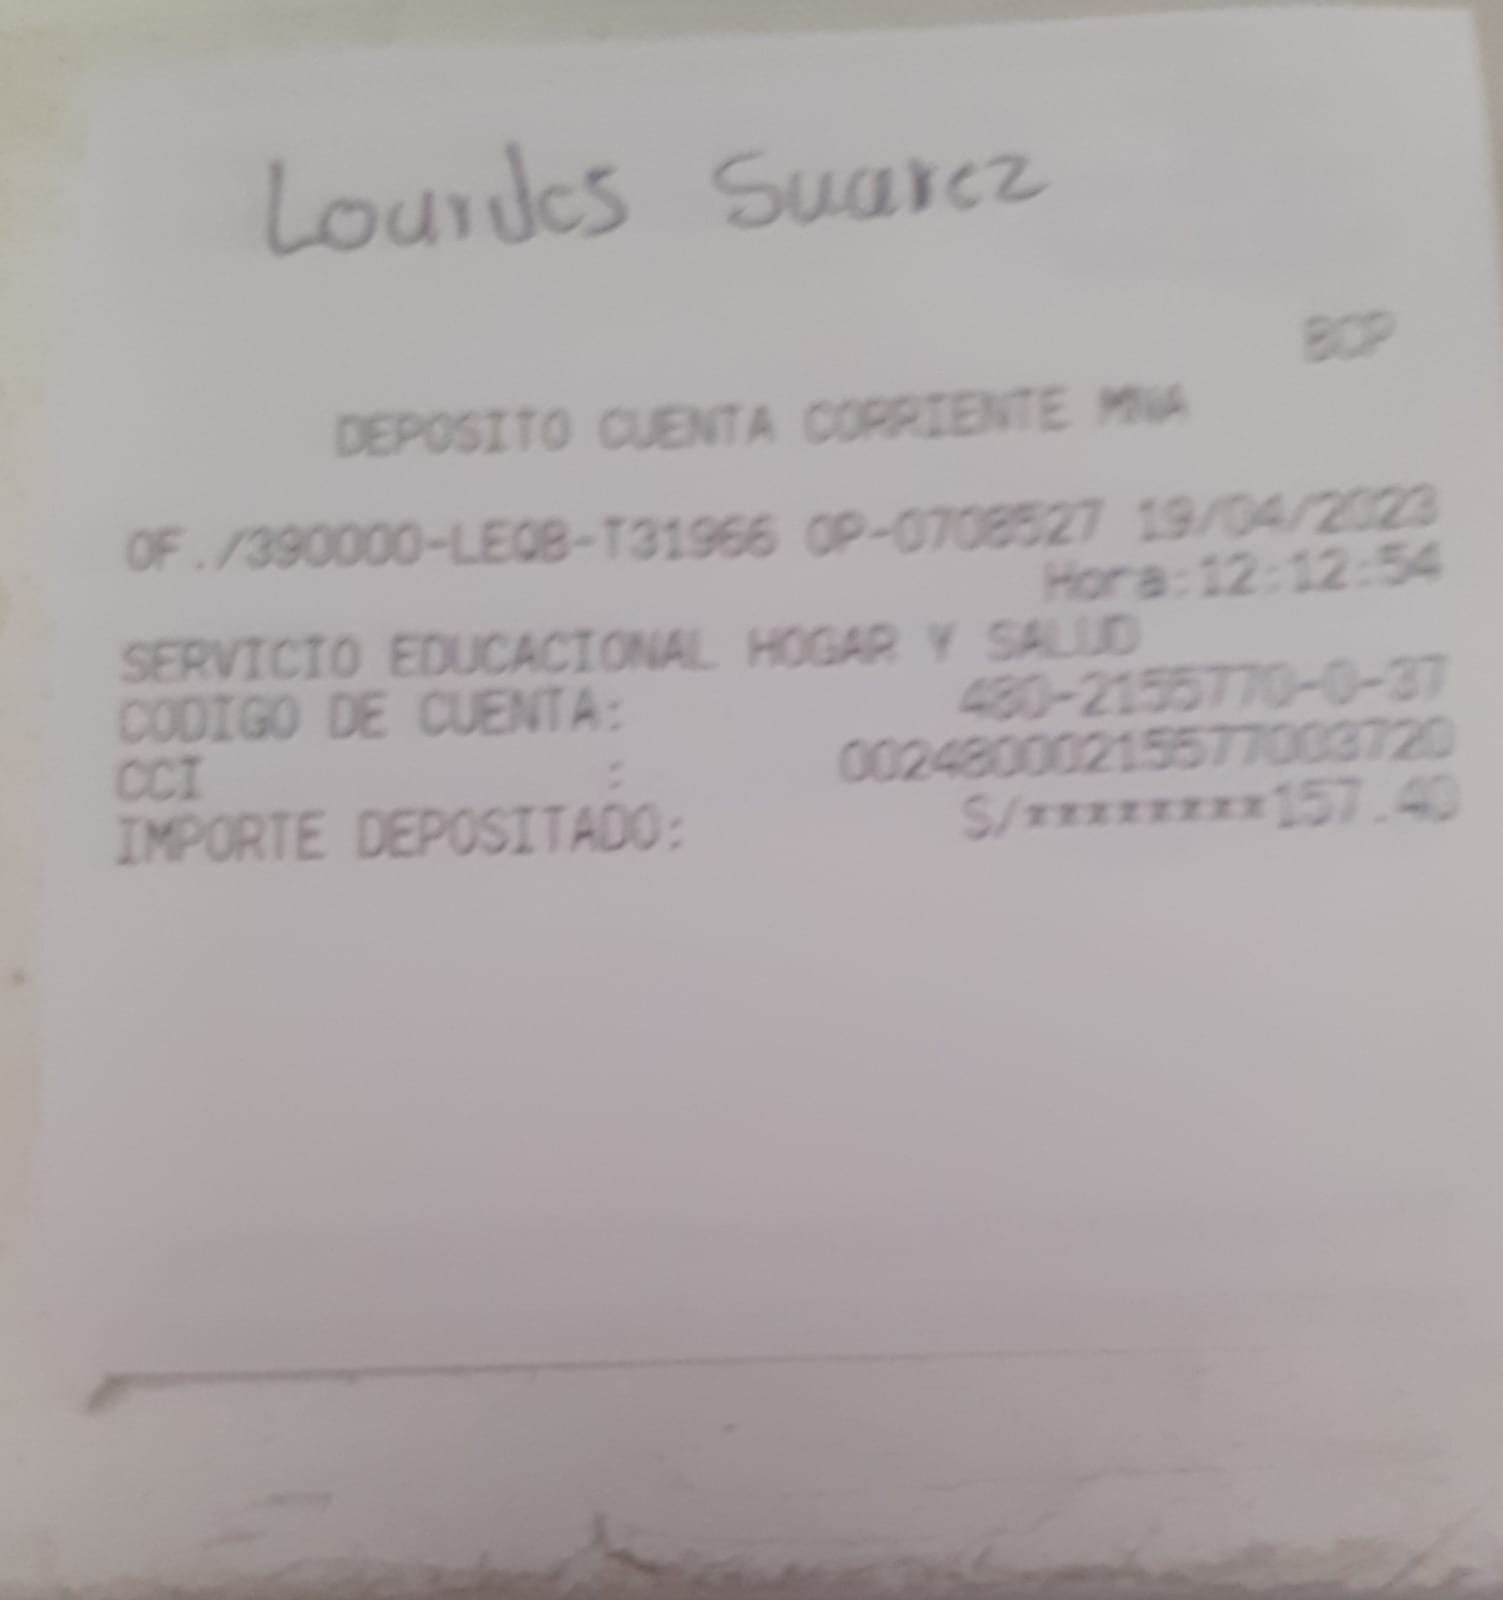 Lourdes Suarez
BCP
DEPOSITO CUENTA CORRIENTE MNA
OF./390000-LEQB-T31966 OP-0708527 19/04/2023
Hora:12:12:54
SERVICIO EDUCACIONAL HOGAR Y SALUD
CODIGO DE CUENTA: 480-2155770-0-37
CCI : 00248000215577003720
IMPORTE DEPOSITADO: S/********157.40